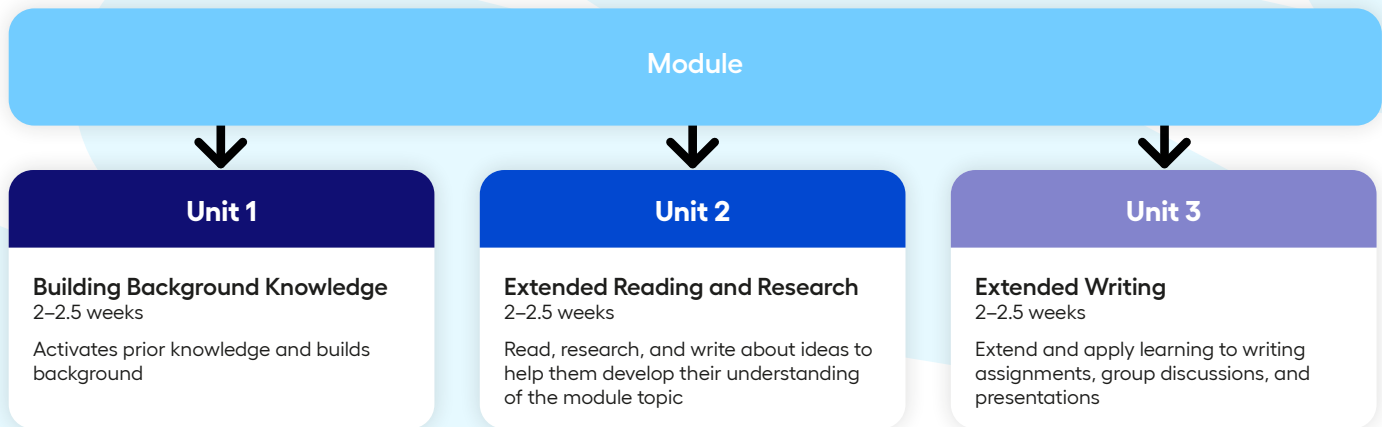 Module
Unit 1
Building Background Knowledge
2–2.5 weeks
Activates prior knowledge and builds
background
Unit 2
Extended Reading and Research
2–2.5 weeks
Read, research, and write about ideas to
help them develop their understanding
of the module topic
Unit 3
Extended Writing
2–2.5 weeks
Extend and apply learning to writing
assignments, group discussions, and
presentations